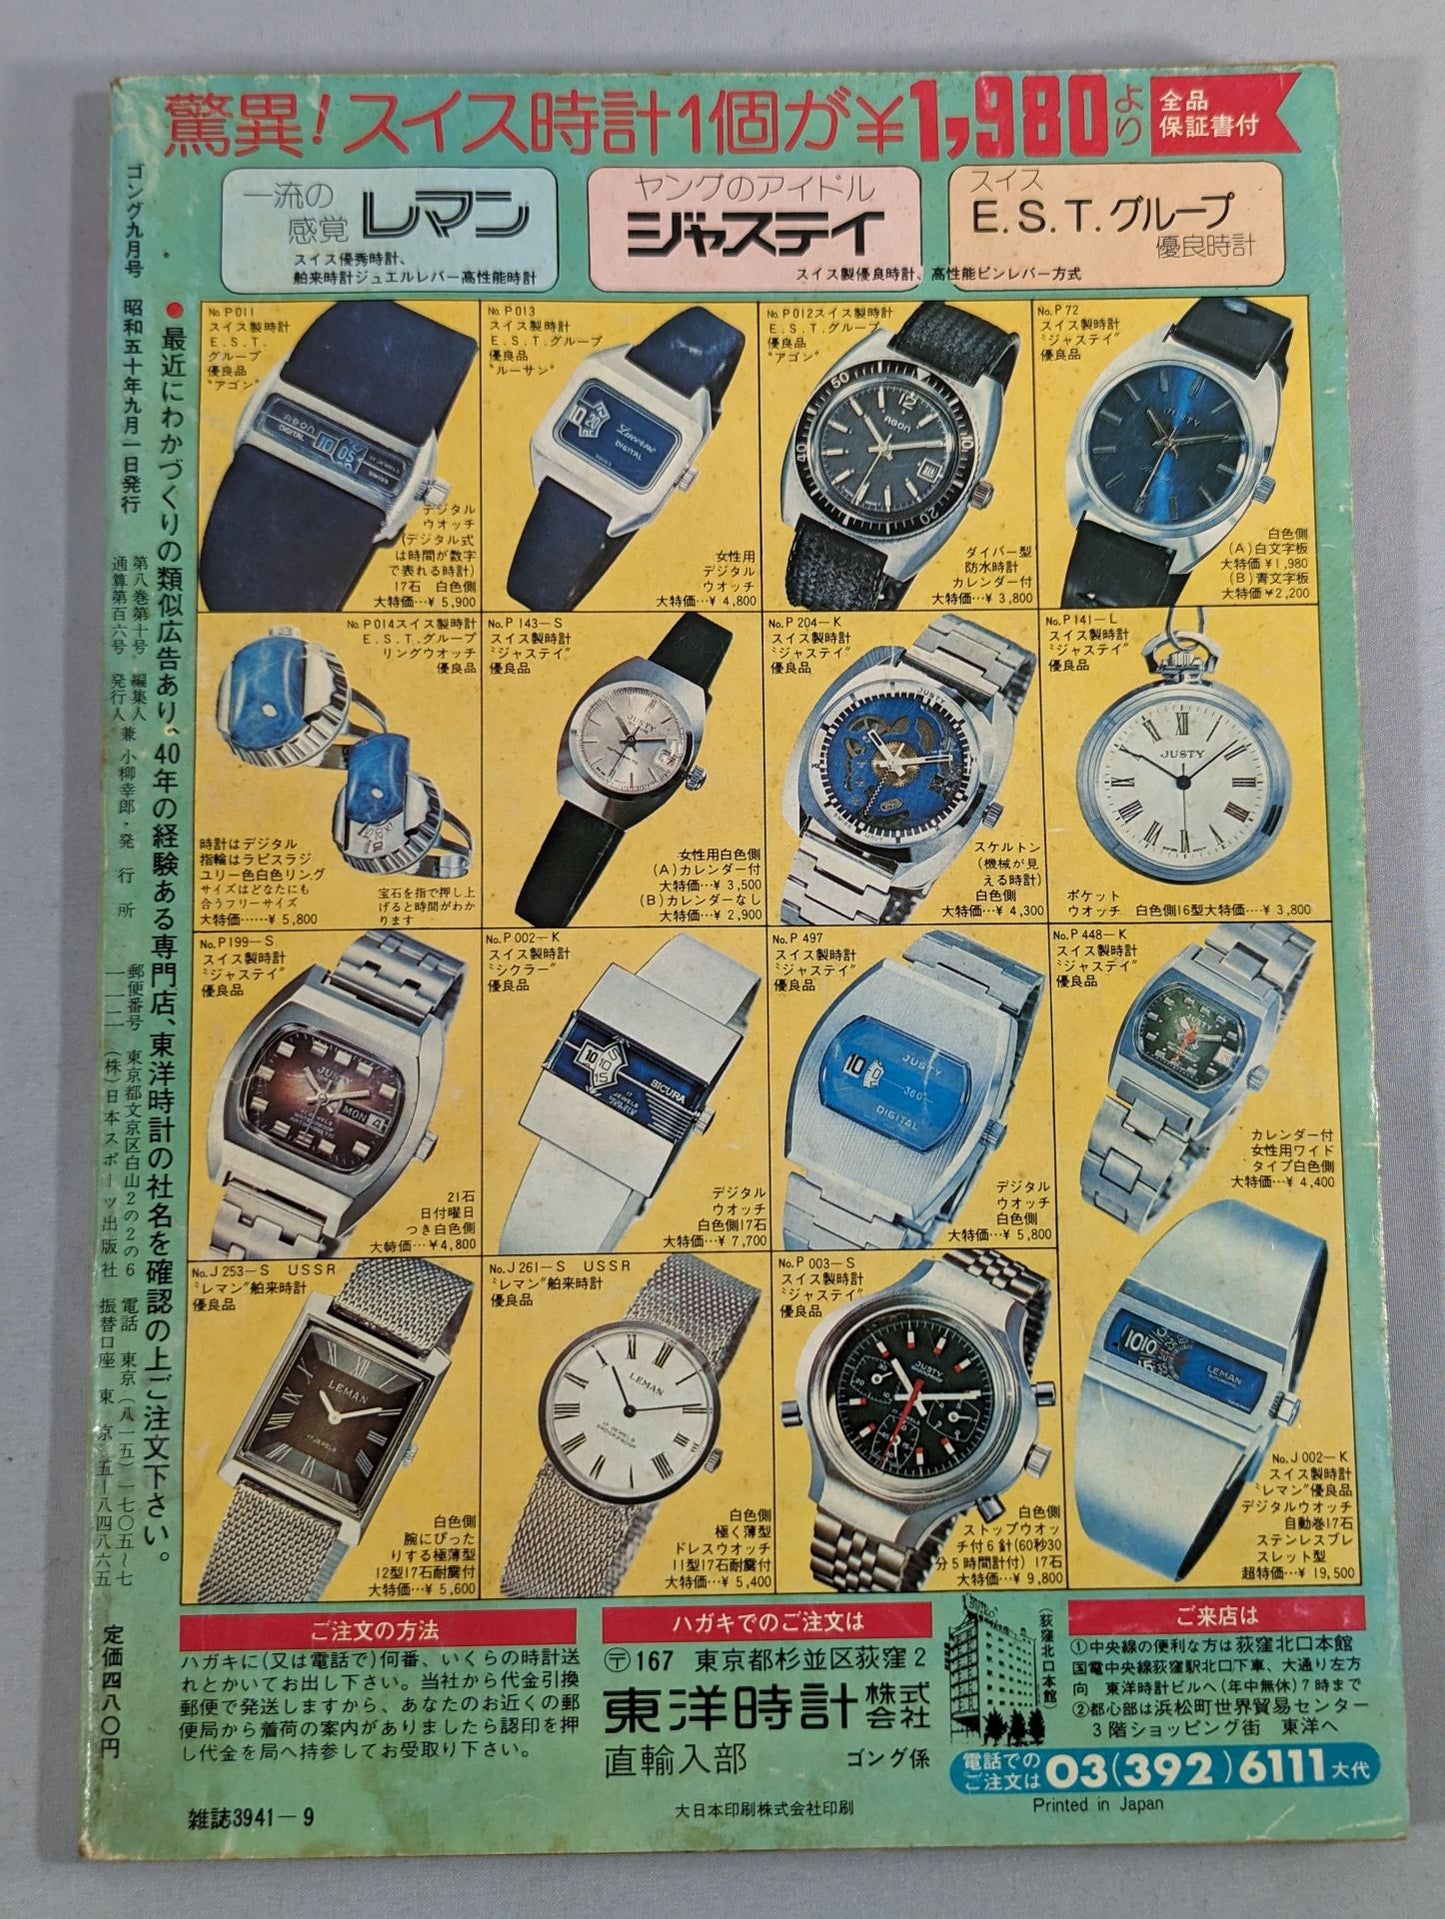 驚異!スイス時計1個が¥1,980より
全品
保証書付
一流の
感覚 レマン
スイス優秀時計、
舶来時計ジュエルレバー高性能時計
ヤングのアイドル
ジャステイ
スイス
E.S.T.グループ
優良時計
スイス製優良時計、高性能ピンレバー方式
ゴング九月号 昭和五十年九月一日発行
第八巻第十号
通算第百六号
編集人
発行人 兼 小柳幸郎・発行所
郵便番号 一一二
東京都文京区白山2の2の6
(株)日本スポーツ出版社
電話 東京(八一五)一七〇五〜七
振替口座 東京五ー八四八六五
定価四八〇円
●最近にわかづくりの類似広告あり、40年の経験ある専門店、東洋時計の社名を確認の上ご注文下さい。
No.P011
スイス製時計
E.S.T.
グループ
優良品
"アゴン"
AGON
DIGITAL
17 JEWELS
SWISS
デジタル
ウオッチ
(デジタル式
は時間が数字
で表れる時計)
17石 白色側
大特価…¥5,900
No.P013
スイス製時計
E.S.T.グループ
優良品
"ルーサン"
Lucerne
DIGITAL
女性用
デジタル
ウオッチ
大特価…¥4,800
No.P012スイス製時計
E.S.T.グループ
優良品
"アゴン"
AGON
ダイバー型
防水時計
カレンダー付
大特価…¥3,800
No.P72
スイス製時計
"ジャステイ"
優良品
JUSTY
白色側
(A)白文字板
大特価¥1,980
(B)青文字板
大特価¥2,200
No.P014スイス製時計
E.S.T.グループ
リングウオッチ
優良品
時計はデジタル
指輪はラピスラジ
ユリー色白色リング
サイズはどなたにも
合うフリーサイズ
大特価……¥5,800
宝石を指で押し上
げると時間がわか
ります
No.P143-S
スイス製時計
"ジャステイ"
優良品
JUSTY
女性用白色側
(A)カレンダー付
大特価…¥3,500
(B)カレンダーなし
大特価…¥2,900
No.P204-K
スイス製時計
"ジャステイ"
優良品
JUSTY
スケルトン
(機械が見
える時計)
白色側
大特価…¥4,300
No.P141-L
スイス製時計
"ジャステイ"
優良品
JUSTY
ポケット
ウオッチ 白色側16型大特価…¥3,800
No.P199-S
スイス製時計
"ジャステイ"
優良品
JUSTY
MON 4
21石
日付曜日
つき白色側
大特価…¥4,800
No.P002-K
スイス製時計
"シクラー"
優良品
SICURA
17
JEWELS
デジタル
ウオッチ
白色側17石
大特価…¥7,700
No.P497
スイス製時計
"ジャステイ"
優良品
JUSTY
360°
DIGITAL
デジタル
ウオッチ
白色側
大特価…¥5,800
No.P448-K
スイス製時計
"ジャステイ"
優良品
JUSTY
カレンダー付
女性用ワイド
タイプ白色側
大特価…¥4,400
No.J253-S USSR
"レマン"舶来時計
優良品
LEMAN
17 JEWELS
白色側
腕にぴった
りする極薄型
12型17石耐震付
大特価…¥5,600
No.J261-S USSR
"レマン"舶来時計
優良品
LEMAN
17 JEWELS
SHOCKPROOF
白色側
極く薄型
ドレスウオッチ
11型17石耐震付
大特価…¥5,400
No.P003-S
スイス製時計
"ジャステイ"
優良品
JUSTY
白色側
ストップウオッ
チ付6針(60秒30
分5時間計付)17石
大特価…¥9,800
LEMAN
No.J002-K
スイス製時計
"レマン"優良品
デジタルウオッチ
自動巻17石
ステンレスブレ
スレット型
超特価…¥19,500
ご注文の方法
ハガキに(又は電話で)何番、いくらの時計送
れとかいてお出し下さい。当社から代金引換
郵便で発送しますから、あなたのお近くの郵
便局から着荷の案内がありましたら認印を押
し代金を局へ持参してお受取り下さい。
ハガキでのご注文は
〒167 東京都杉並区荻窪2
東洋時計株式会社
直輸入部 ゴング係
(荻窪北口本館)
ご来店は
①中央線の便利な方は荻窪北口本館
国電中央線荻窪駅北口下車、大通り左方
向 東洋時計ビルへ(年中無休)7時まで
②都心部は浜松町世界貿易センター
3階ショッピング街 東洋へ
電話での
ご注文は 03(392)6111大代
雑誌3941-9
大日本印刷株式会社印刷
Printed in Japan